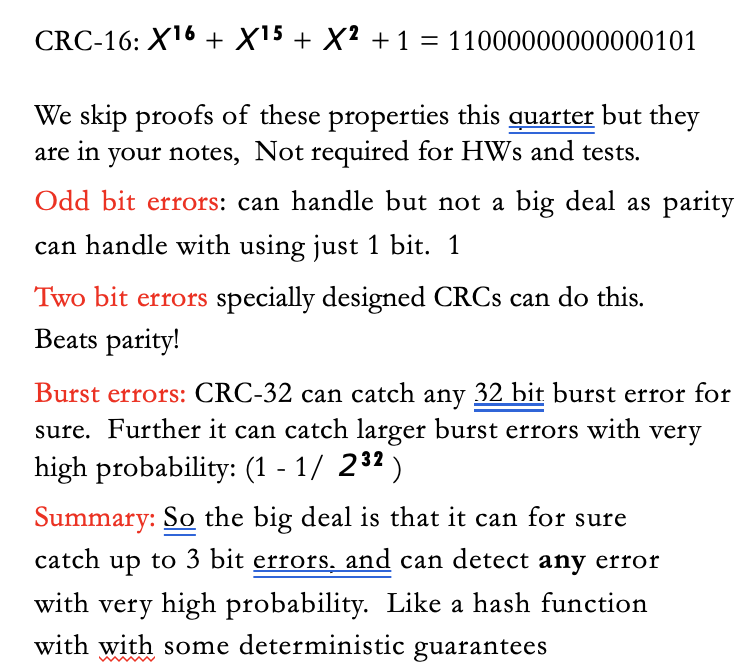 CRC-16: X¹⁶ + X¹⁵ + X² + 1 = 11000000000000101
We skip proofs of these properties this quarter but they
are in your notes,  Not required for HWs and tests.
Odd bit errors: can handle but not a big deal as parity
can handle with using just 1 bit.  1
Two bit errors specially designed CRCs can do this.
Beats parity!
Burst errors: CRC-32 can catch any 32 bit burst error for
sure.  Further it can catch larger burst errors with very
high probability: (1 - 1/ 2³² )
Summary: So the big deal is that it can for sure
catch up to 3 bit errors, and can detect any error
with very high probability.  Like a hash function
with with some deterministic guarantees